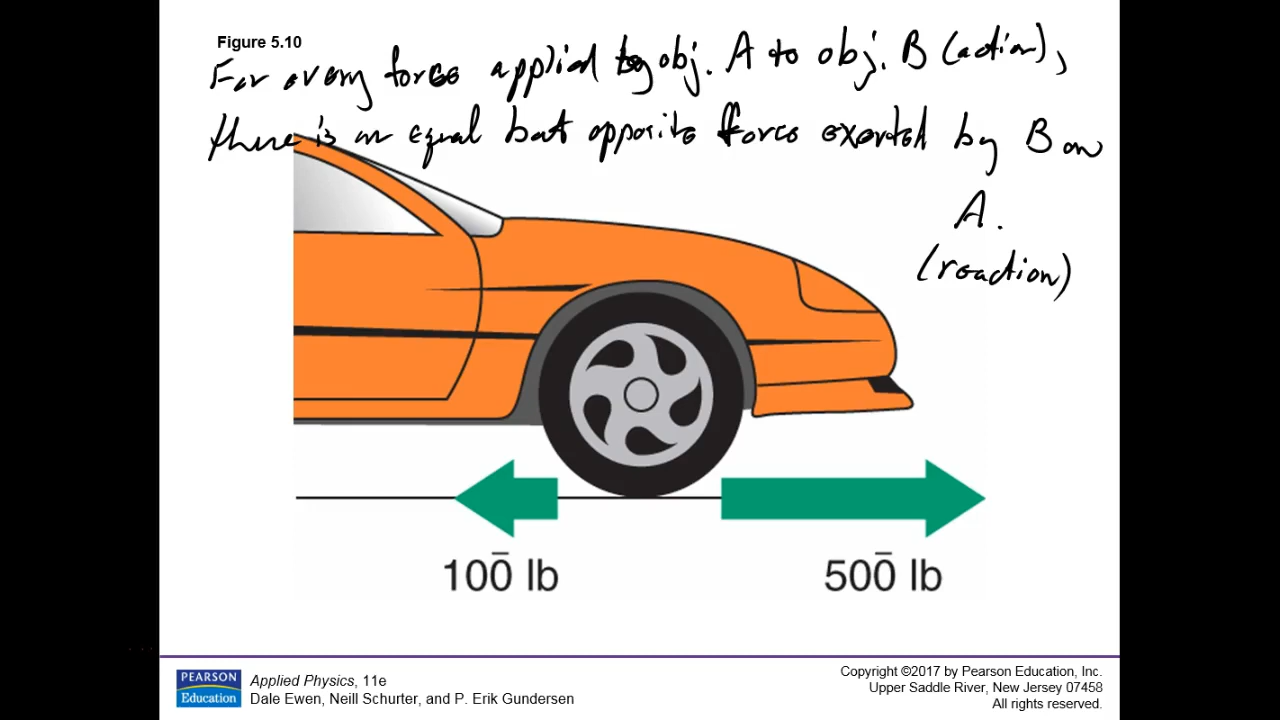 Figure 5.10
For every force applied by obj. A to obj. B (action),
there is an equal but opposite force exerted by B on
A.
(reaction)
100̅ lb
500̅ lb
PEARSON
Education
Applied Physics, 11e
Dale Ewen, Neill Schurter, and P. Erik Gundersen
Copyright ©2017 by Pearson Education, Inc.
Upper Saddle River, New Jersey 07458
All rights reserved.